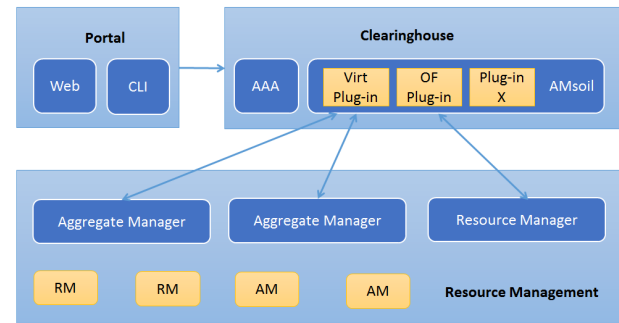 Portal
Clearinghouse
Web
CLI
AAA
Virt
Plug-in
OF
Plug-in
Plug-in
X
AMsoil
Aggregate Manager
Aggregate Manager
Resource Manager
RM
RM
AM
AM
Resource Management